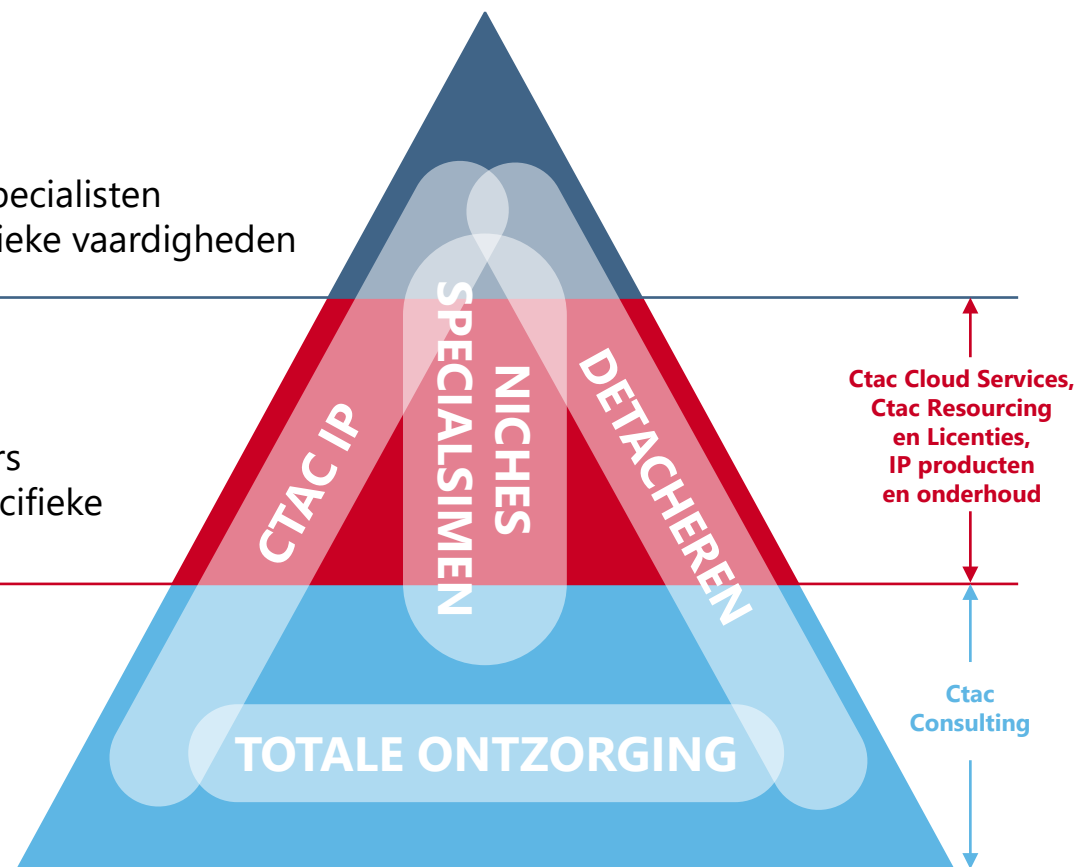 pecialisten
ieke vaardigheden
rs
cifieke
CTAC IP
NICHES
SPECIALSIMEN
DETACHEREN
TOTALE ONTZORGING
Ctac Cloud Services,
Ctac Resourcing
en Licenties,
IP producten
en onderhoud
Ctac
Consulting